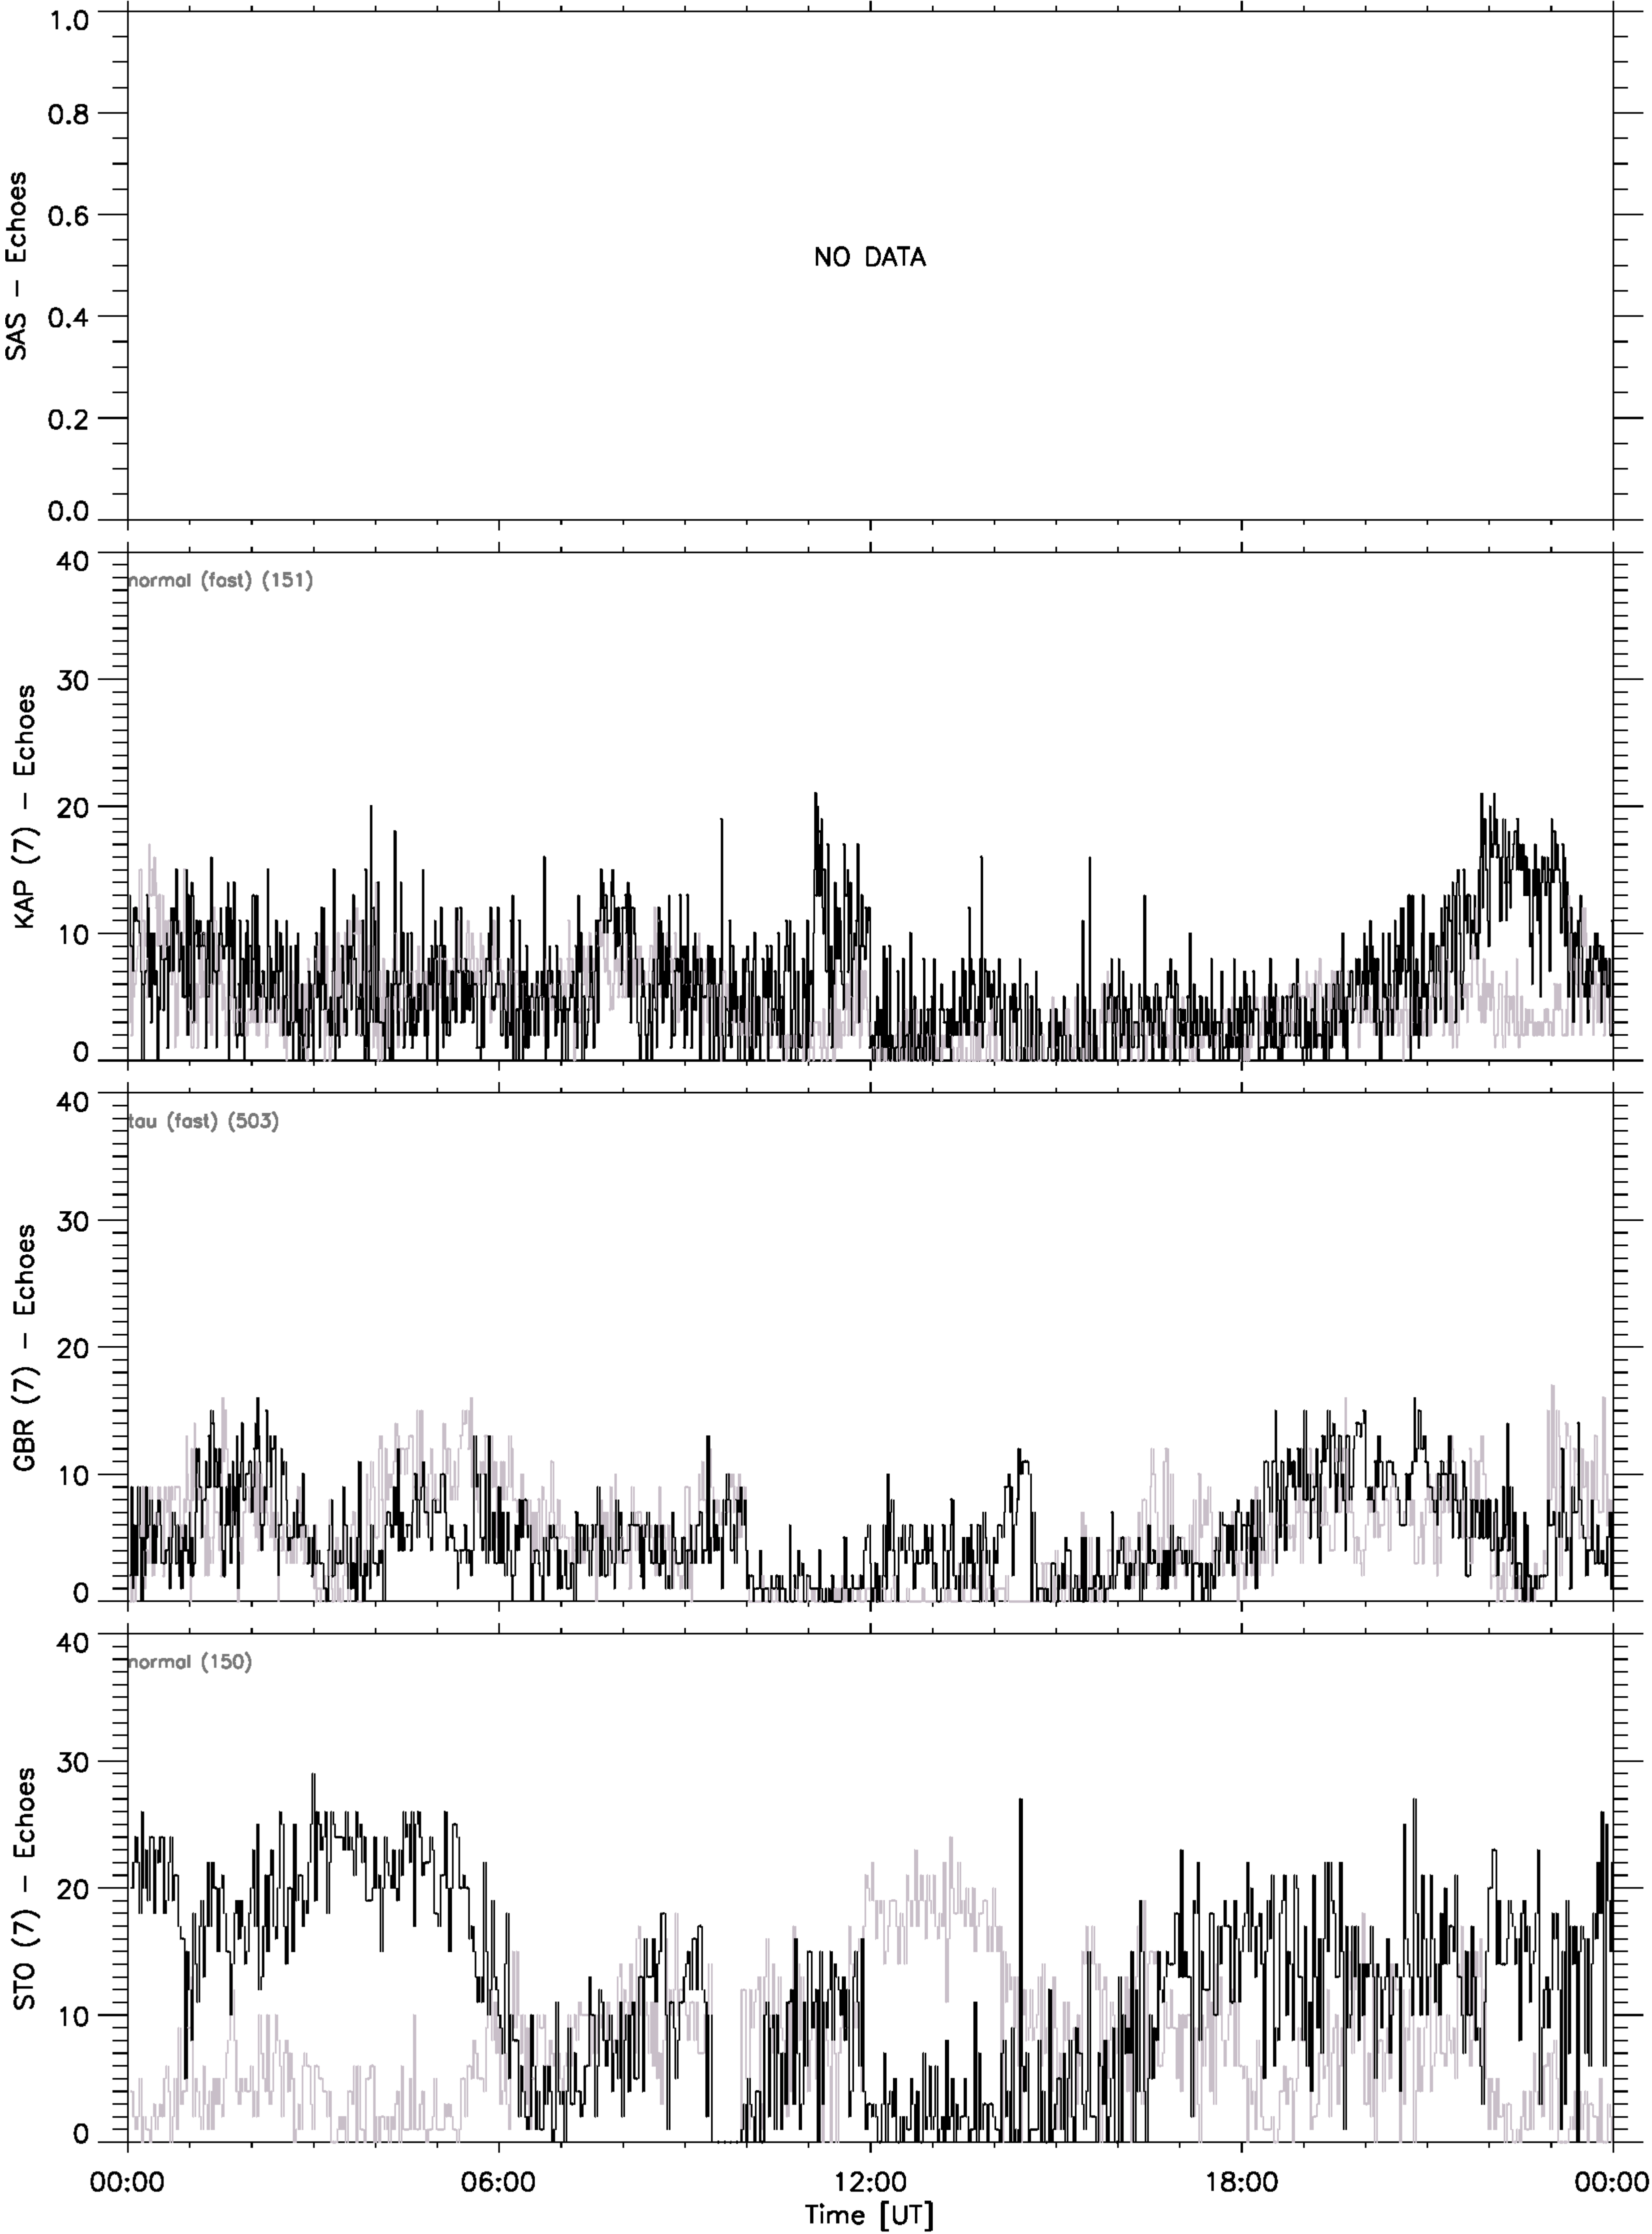 1.0
0.8
0.6
0.4
0.2
0.0
SAS - Echoes
NO DATA
40
30
20
10
0
KAP (7) - Echoes
normal (fast) (151)
40
30
20
10
0
GBR (7) - Echoes
tau (fast) (503)
40
30
20
10
0
STO (7) - Echoes
normal (150)
00:00 06:00 12:00 18:00 00:00
Time [UT]